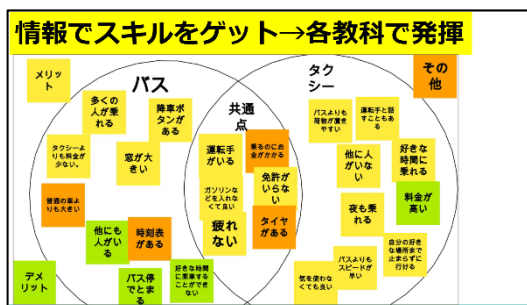 情報でスキルをゲット→各教科で発揮
メリッ
ト
バス
タク
シー
その
他
多くの
人が乗
れる
降車ボ
タンが
ある
共通
点
バスよりも
荷物が置き
やすい
運転手と話
すこともあ
る
タクシーよ
りも料金が
少ない。
窓が大
きい
運転手
がいる
乗るのにお
金がかかる
他に人
がいない
好きな
時間に
乗れる
普通の車よ
りも大きい
ガソリンな
どを入れな
くて良い
免許が
いらな
い
夜も乗
れる
料金が
高い
他にも
人がいる
時刻表
がある
疲れ
ない
タイヤ
がある
デメ
リット
バス停
でとま
る
好きな時間
に乗車する
ことができ
ない
気を使わな
くても良い
バスよりも
スピードが
早い
自分の好き
な場所まで
止まらずに
行ける